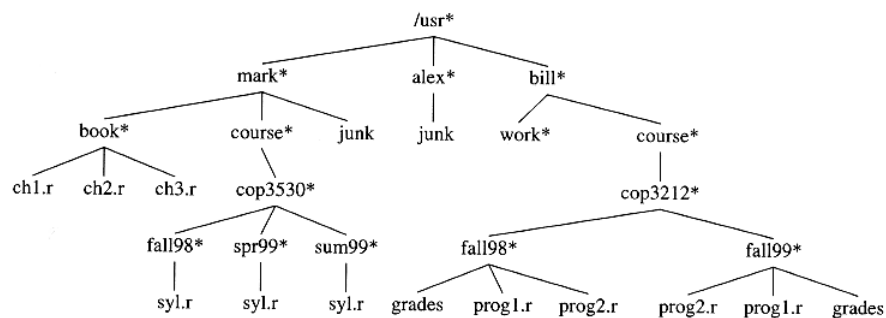 /usr*
mark* alex* bill*
book* course* junk junk work* course*
ch1.r ch2.r ch3.r cop3530* cop3212*
fall98* spr99* sum99* fall98* fall99*
syl.r syl.r syl.r grades prog1.r prog2.r prog2.r prog1.r grades